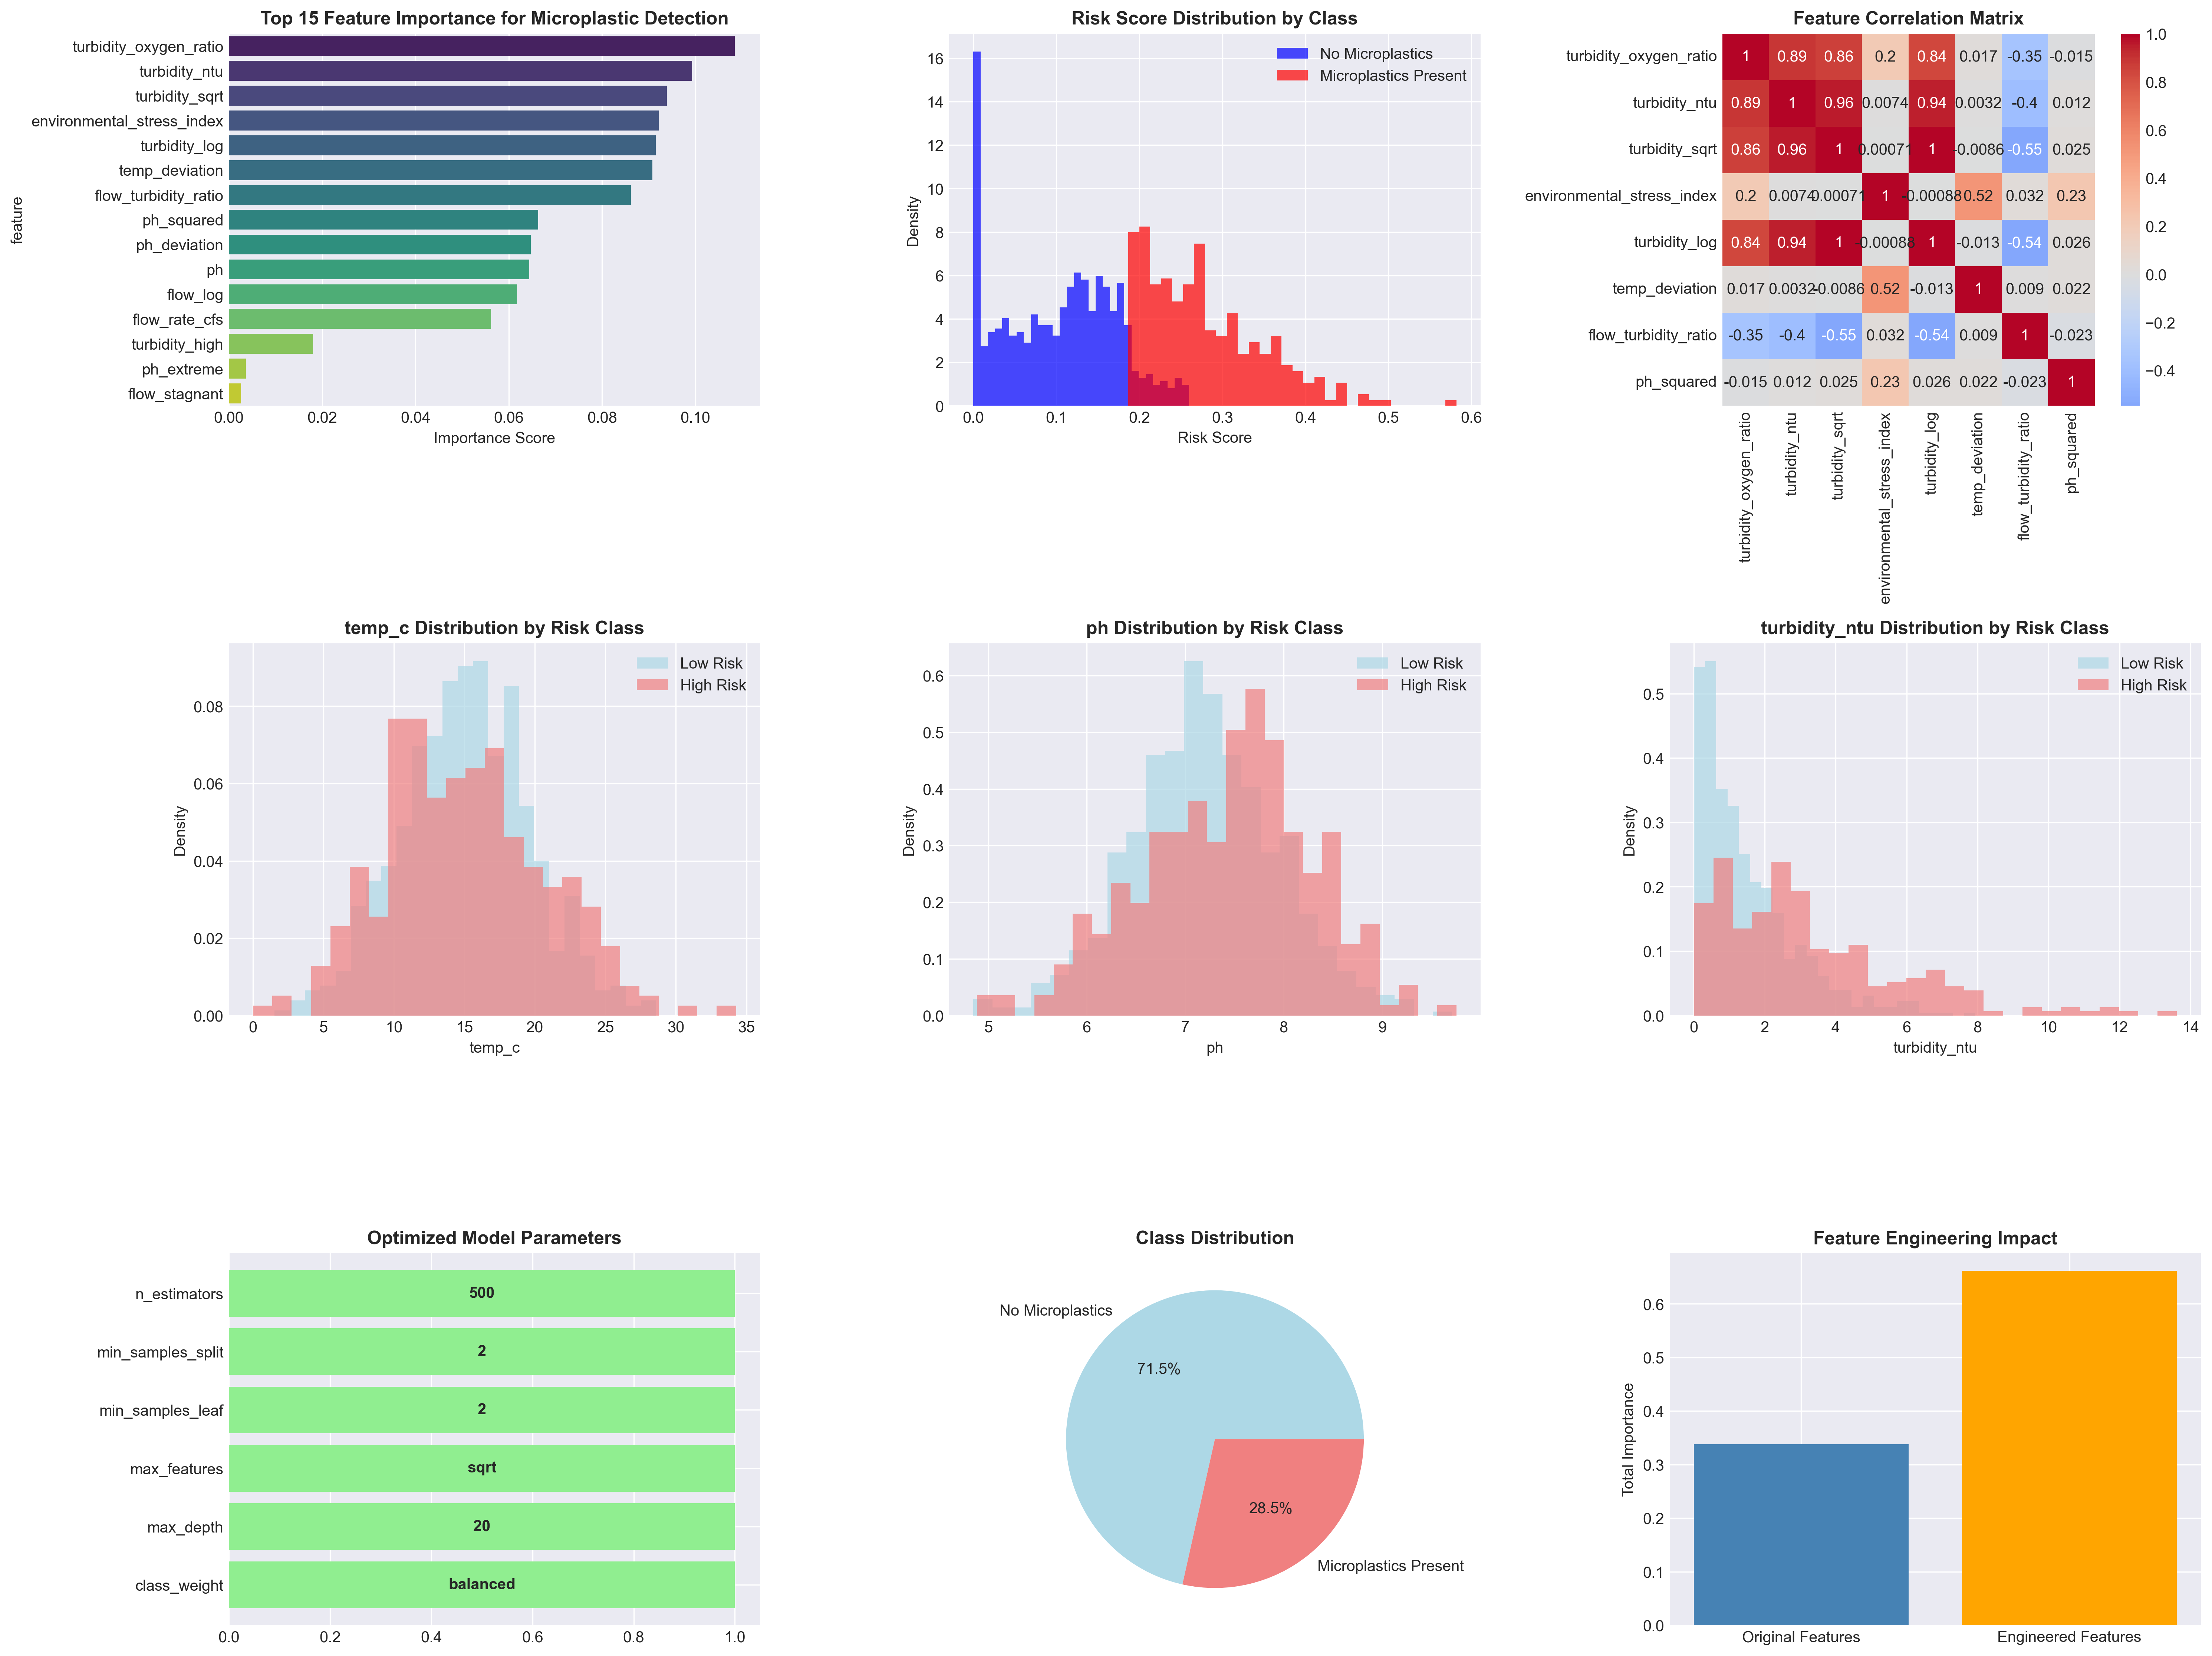 Top 15 Feature Importance for Microplastic Detection
feature
turbidity_oxygen_ratio
turbidity_ntu
turbidity_sqrt
environmental_stress_index
turbidity_log
temp_deviation
flow_turbidity_ratio
ph_squared
ph_deviation
ph
flow_log
flow_rate_cfs
turbidity_high
ph_extreme
flow_stagnant
0.00 0.02 0.04 0.06 0.08 0.10
Importance Score
Risk Score Distribution by Class
No Microplastics
Microplastics Present
Density
16
14
12
10
8
6
4
2
0
0.0 0.1 0.2 0.3 0.4 0.5 0.6
Risk Score
Feature Correlation Matrix
turbidity_oxygen_ratio 1 0.89 0.86 0.2 0.84 0.017 -0.35 -0.015
turbidity_ntu 0.89 1 0.96 0.0074 0.94 0.0032 -0.4 0.012
turbidity_sqrt 0.86 0.96 1 0.00071 1 -0.0086 -0.55 0.025
environmental_stress_index 0.2 0.0074 0.00071 1 -0.00088 0.52 0.032 0.23
turbidity_log 0.84 0.94 1 -0.00088 1 -0.013 -0.54 0.026
temp_deviation 0.017 0.0032 -0.0086 0.52 -0.013 1 0.009 0.022
flow_turbidity_ratio -0.35 -0.4 -0.55 0.032 -0.54 0.009 1 -0.023
ph_squared -0.015 0.012 0.025 0.23 0.026 0.022 -0.023 1
turbidity_oxygen_ratio
turbidity_ntu
turbidity_sqrt
environmental_stress_index
turbidity_log
temp_deviation
flow_turbidity_ratio
ph_squared
1.0
0.8
0.6
0.4
0.2
0.0
−0.2
−0.4
temp_c Distribution by Risk Class
Low Risk
High Risk
Density
0.08
0.06
0.04
0.02
0.00
0 5 10 15 20 25 30 35
temp_c
ph Distribution by Risk Class
Low Risk
High Risk
Density
0.6
0.5
0.4
0.3
0.2
0.1
0.0
5 6 7 8 9
ph
turbidity_ntu Distribution by Risk Class
Low Risk
High Risk
Density
0.5
0.4
0.3
0.2
0.1
0.0
0 2 4 6 8 10 12 14
turbidity_ntu
Optimized Model Parameters
n_estimators 500
min_samples_split 2
min_samples_leaf 2
max_features sqrt
max_depth 20
class_weight balanced
0.0 0.2 0.4 0.6 0.8 1.0
Class Distribution
No Microplastics
71.5%
28.5%
Microplastics Present
Feature Engineering Impact
Total Importance
0.6
0.5
0.4
0.3
0.2
0.1
0.0
Original Features Engineered Features